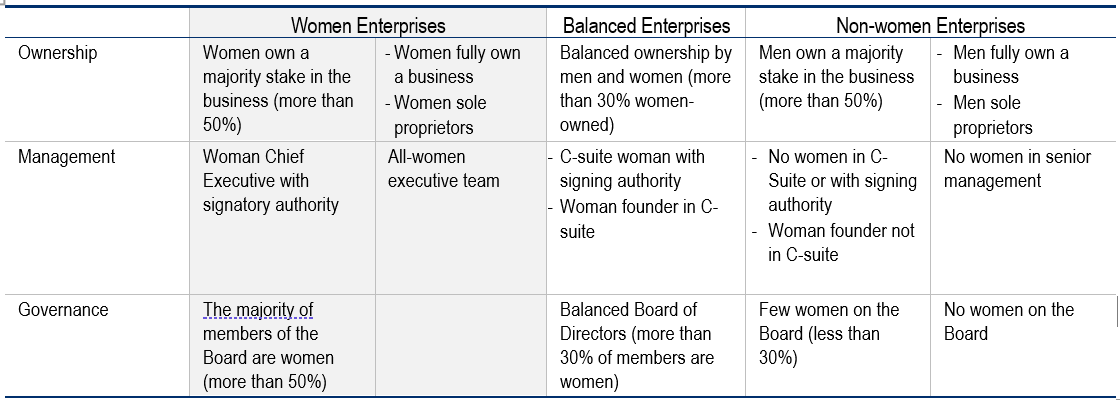 Women Enterprises Balanced Enterprises Non-women Enterprises
Ownership
Women own a
majority stake in the
business (more than
50%)
- Women fully own
a business
- Women sole
proprietors
Balanced ownership by
men and women (more
than 30% women-
owned)
Men own a majority
stake in the business
(more than 50%)
- Men fully own a
business
- Men sole
proprietors
Management
Woman Chief
Executive with
signatory authority
All-women
executive team
- C-suite woman with
signing authority
- Woman founder in C-
suite
- No women in C-
Suite or with signing
authority
- Woman founder not
in C-suite
No women in senior
management
Governance
The majority of
members of the
Board are women
(more than 50%)
Balanced Board of
Directors (more than
30% of members are
women)
Few women on the
Board (less than
30%)
No women on the
Board